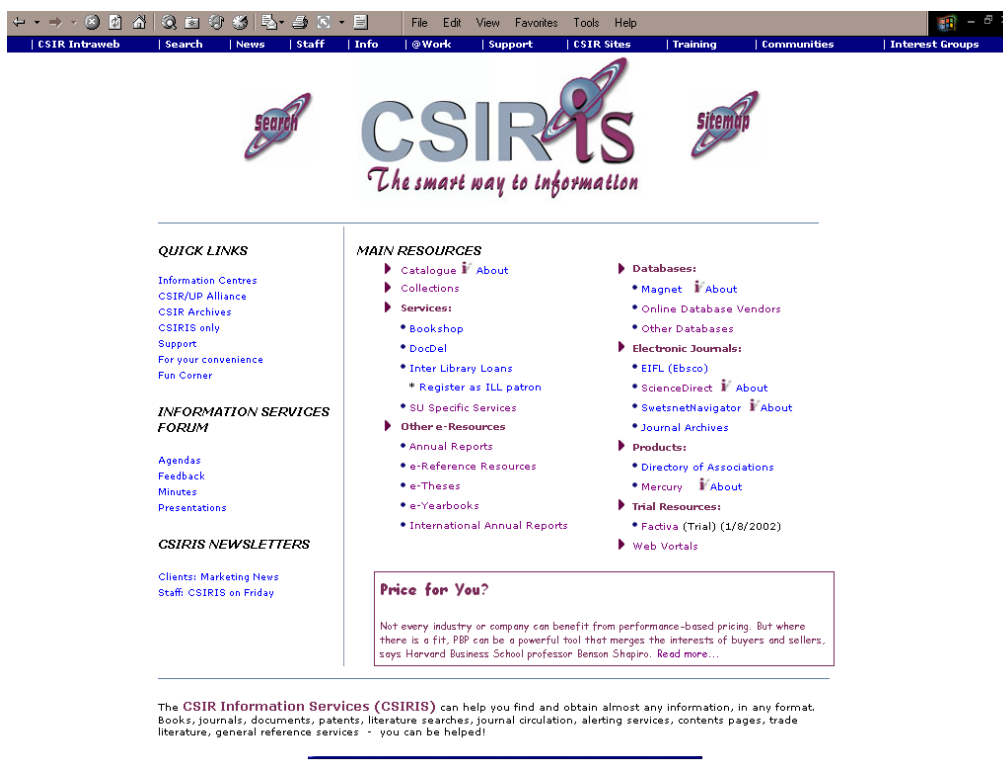 File Edit View Favorites Tools Help
| CSIR Intraweb | Search | News | Staff | Info | @Work | Support | CSIR Sites | Training | Communities | Interest Groups
Search
CSIRis
Sitemap
The smart way to information
QUICK LINKS
Information Centres
CSIR/UP Alliance
CSIR Archives
CSIRIS only
Support
For your convenience
Fun Corner
INFORMATION SERVICES
FORUM
Agendas
Feedback
Minutes
Presentations
CSIRIS NEWSLETTERS
Clients: Marketing News
Staff: CSIRIS on Friday
MAIN RESOURCES
Catalogue i About
Collections
Services:
• Bookshop
• DocDel
• Inter Library Loans
* Register as ILL patron
• SU Specific Services
Other e-Resources
• Annual Reports
• e-Reference Resources
• e-Theses
• e-Yearbooks
• International Annual Reports
Databases:
• Magnet i About
• Online Database Vendors
• Other Databases
Electronic Journals:
• EIFL (Ebsco)
• ScienceDirect i About
• SwetsnetNavigator i About
• Journal Archives
Products:
• Directory of Associations
• Mercury i About
Trial Resources:
• Factiva (Trial) (1/8/2002)
Web Vortals
Price for You?
Not every industry or company can benefit from performance-based pricing. But where
there is a fit, PBP can be a powerful tool that merges the interests of buyers and sellers,
says Harvard Business School professor Benson Shapiro. Read more...
The CSIR Information Services (CSIRIS) can help you find and obtain almost any information, in any format.
Books, journals, documents, patents, literature searches, journal circulation, alerting services, contents pages, trade
literature, general reference services - you can be helped!